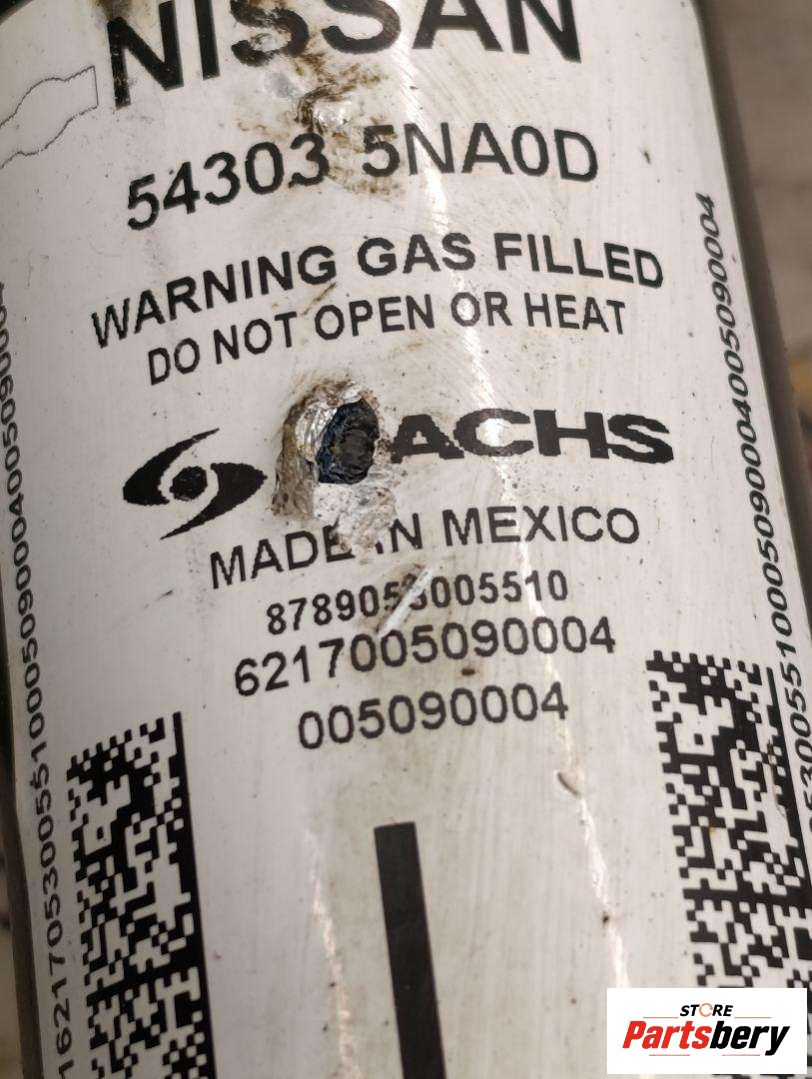 NISSAN
54303 5NA0D
WARNING GAS FILLED
DO NOT OPEN OR HEAT
ACHS
MADE IN MEXICO
8789053005510
6217005090004
005090004
STORE
Partsbery